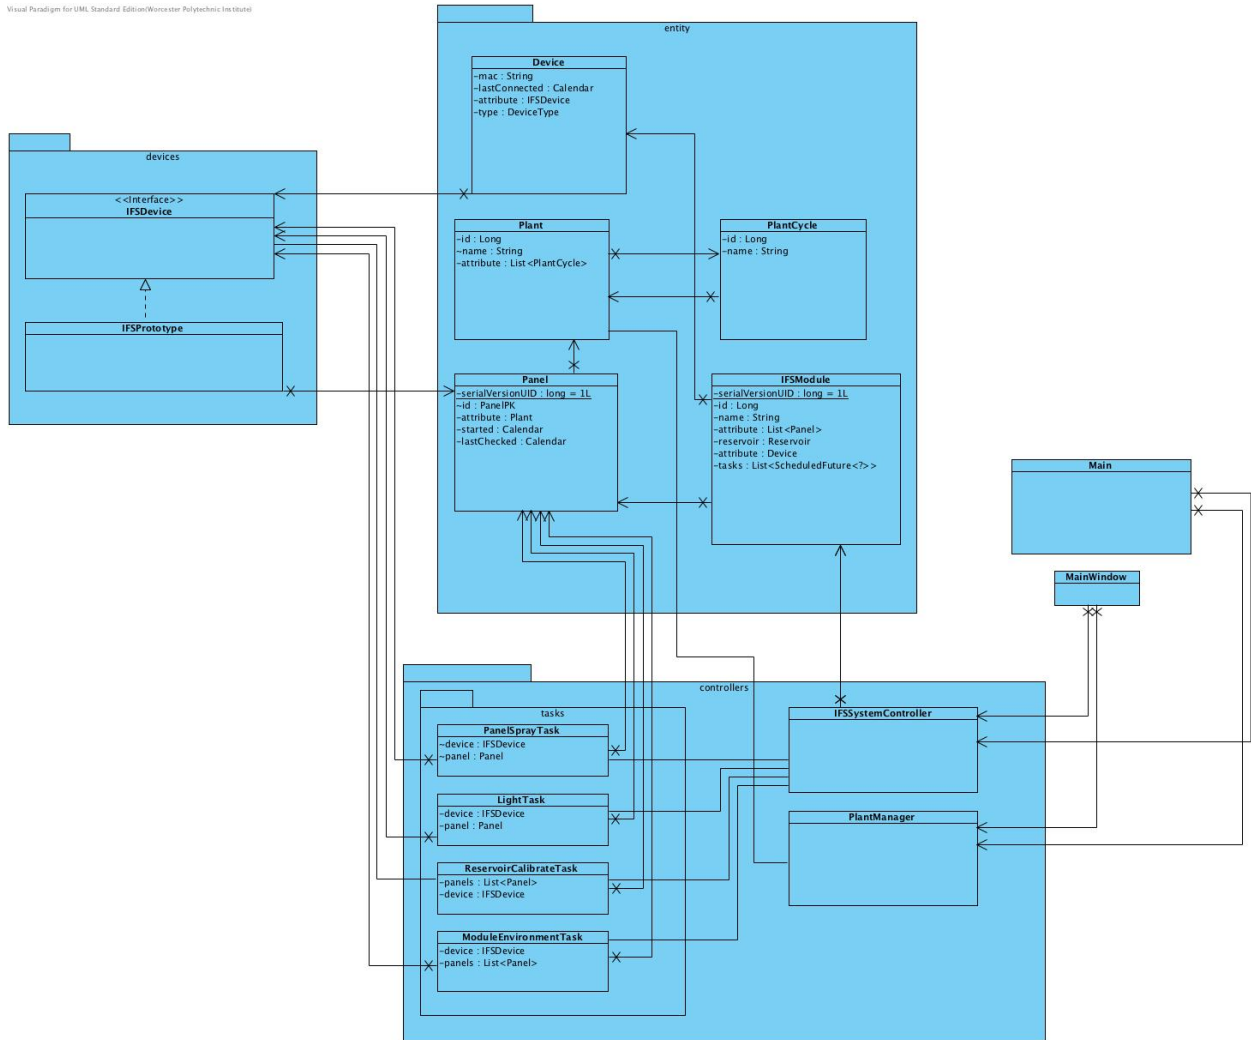 Visual Paradigm for UML Standard Edition(Worcester Polytechnic Institute)
entity
Device
-mac : String
-lastConnected : Calendar
-attribute : IFSDevice
-type : DeviceType
devices
<<Interface>>
IFSDevice
IFSPrototype
Plant
-id : Long
~name : String
-attribute : List<PlantCycle>
PlantCycle
-id : Long
-name : String
Panel
-serialVersionUID : long = 1L
~id : PanelPK
-attribute : Plant
-started : Calendar
-lastChecked : Calendar
IFSModule
-serialVersionUID : long = 1L
-id : Long
-name : String
-attribute : List<Panel>
-reservoir : Reservoir
-attribute : Device
-tasks : List<ScheduledFuture<?>>
Main
MainWindow
controllers
tasks
PanelSprayTask
~device : IFSDevice
~panel : Panel
LightTask
-device : IFSDevice
-panel : Panel
ReservoirCalibrateTask
-panels : List<Panel>
-device : IFSDevice
ModuleEnvironmentTask
-device : IFSDevice
-panels : List<Panel>
IFSSystemController
PlantManager